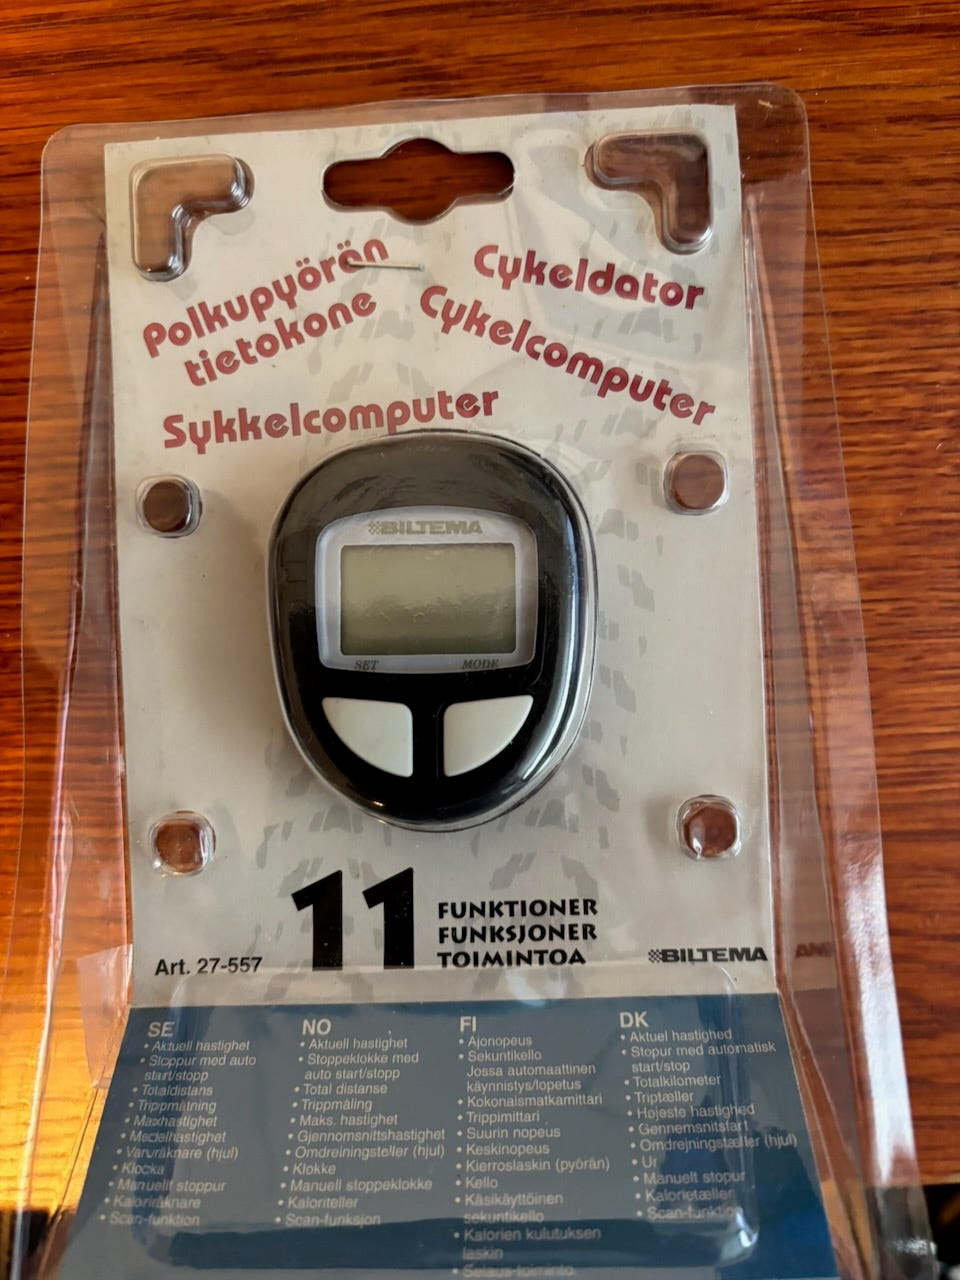 Polkupyörän
tietokone
Cykeldator
Cykelcomputer
Sykkelcomputer
BILTEMA
SET
MODE
11
FUNKTIONER
FUNKSJONER
TOIMINTOA
Art. 27-557
BILTEMA
SE
• Aktuell hastighet
• Stoppur med auto
start/stopp
• Totaldistans
• Trippmätning
• Maxhastighet
• Medelhastighet
• Varvräknare (hjul)
• Klocka
• Manuellt stoppur
• Kaloriräknare
• Scan-funktion
NO
• Aktuell hastighet
• Stoppeklokke med
auto start/stopp
• Total distanse
• Trippmåling
• Maks. hastighet
• Gjennomsnittshastighet
• Omdreiningsteller (hjul)
• Klokke
• Manuell stoppeklokke
• Kaloriteller
• Scan-funksjon
FI
• Ajonopeus
• Sekuntikello
Jossa automaattinen
käynnistys/lopetus
• Kokonaismatkamittari
• Trippimittari
• Suurin nopeus
• Keskinopeus
• Kierroslaskin (pyörän)
• Kello
• Käsikäyttöinen
sekuntikello
• Kalorien kulutuksen
laskin
• Selaus-toiminto
DK
• Aktuel hastighed
• Stopur med automatisk
start/stop
• Totalkilometer
• Triptæller
• Højeste hastighed
• Gennemsnitsfart
• Omdrejningstæller (hjul)
• Ur
• Manuelt stopur
• Kalorietæller
• Scan-funktion